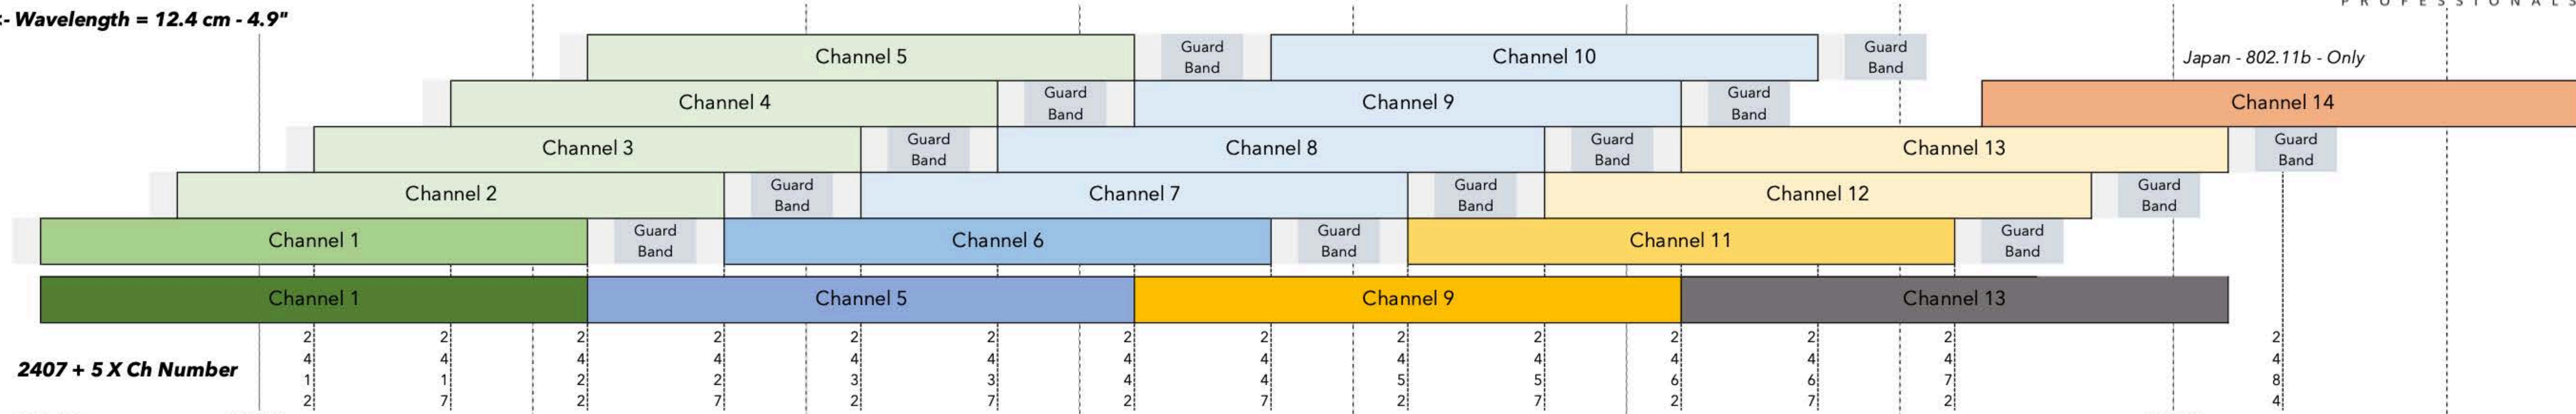 - Wavelength = 12.4 cm - 4.9"
P R O F E S S I O N A L S
Channel 5
Guard
Band
Channel 10
Guard
Band
Japan - 802.11b - Only
Channel 4
Guard
Band
Channel 9
Guard
Band
Channel 14
Channel 3
Guard
Band
Channel 8
Guard
Band
Channel 13
Guard
Band
Channel 2
Guard
Band
Channel 7
Guard
Band
Channel 12
Guard
Band
Channel 1
Guard
Band
Channel 6
Guard
Band
Channel 11
Guard
Band
Channel 1
Channel 5
Channel 9
Channel 13
2407 + 5 X Ch Number
2412
2417
2422
2427
2432
2437
2442
2447
2452
2457
2462
2467
2472
2484